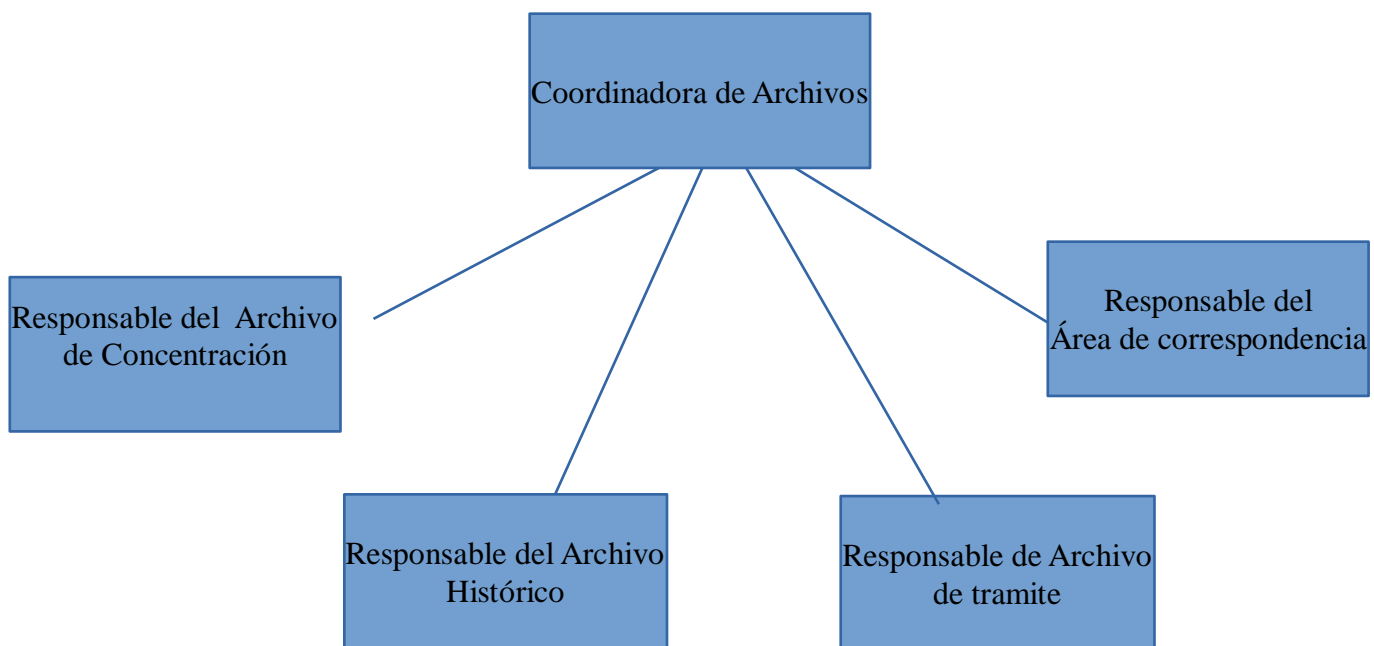 Coordinadora de Archivos
Responsable del Archivo
de Concentración
Responsable del
Área de correspondencia
Responsable del Archivo
Histórico
Responsable de Archivo
de tramite